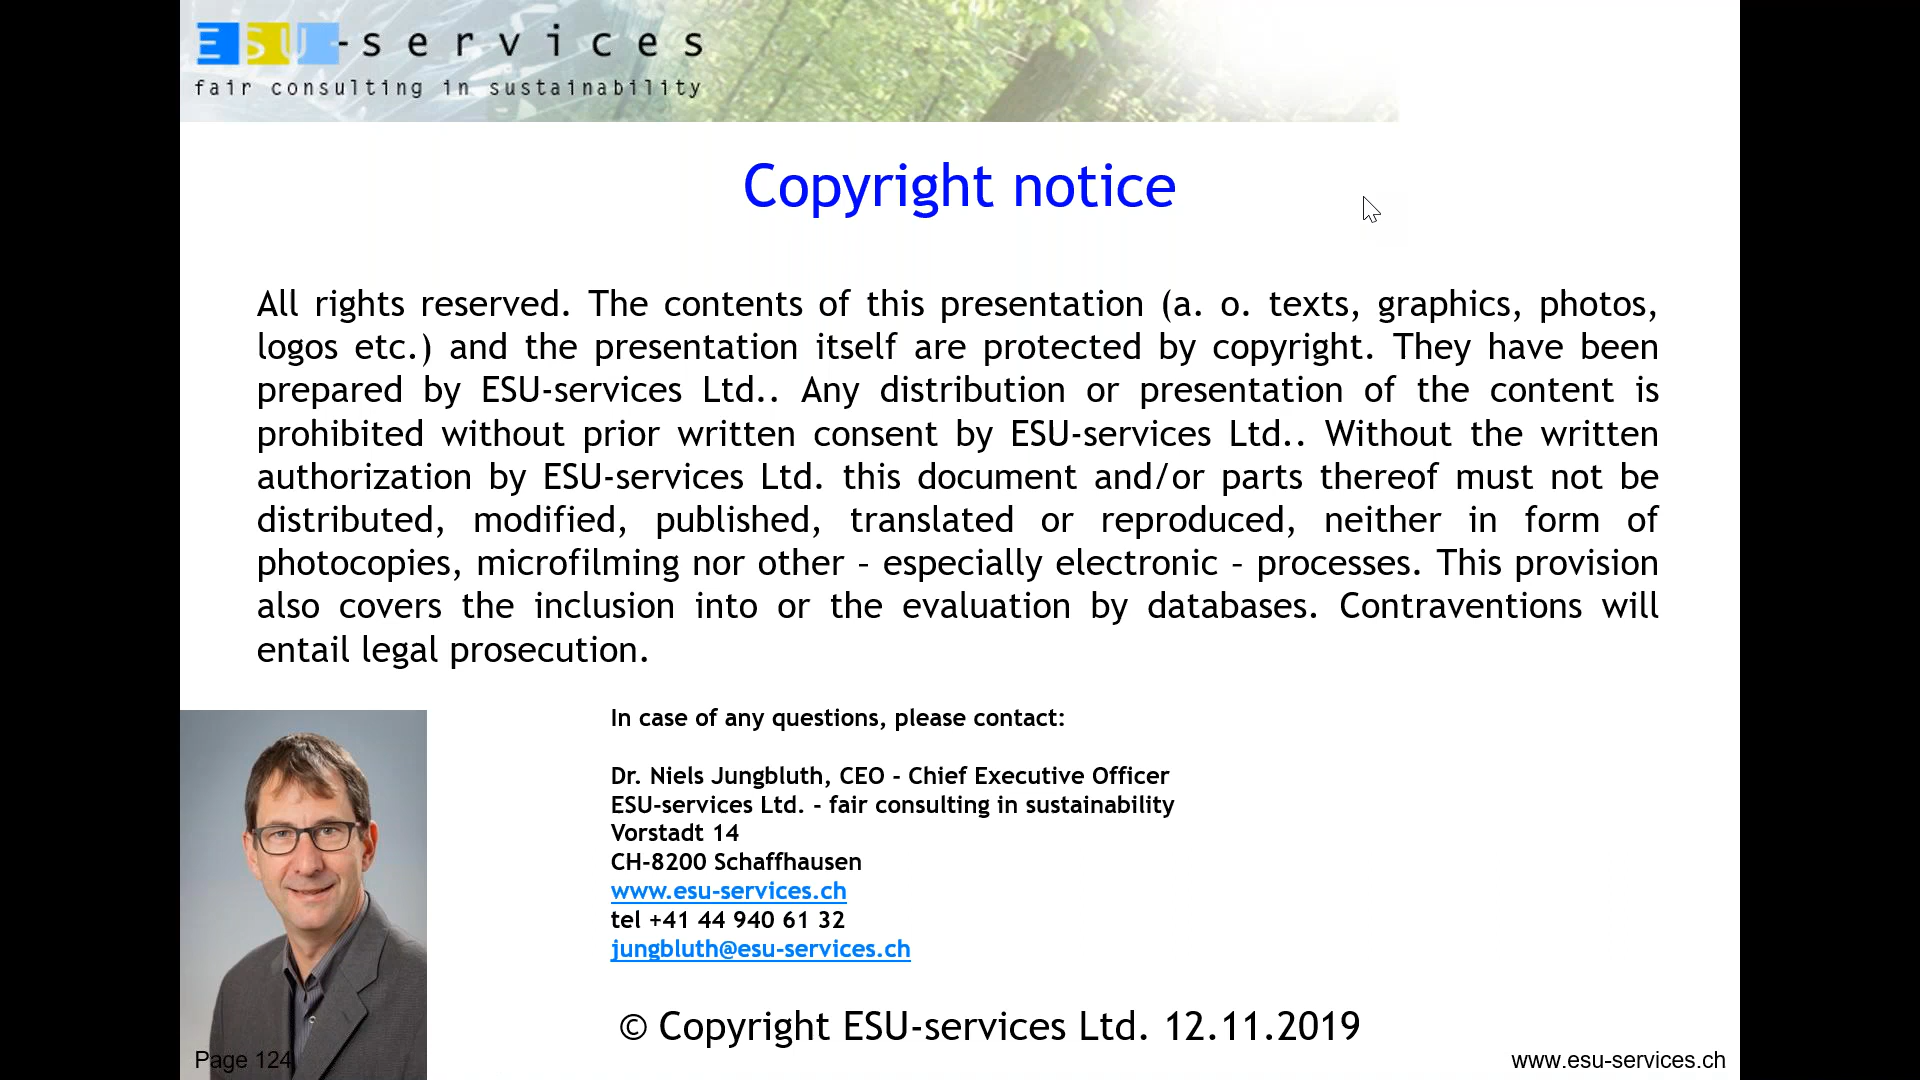 ESU-services
fair consulting in sustainability
Copyright notice
All rights reserved. The contents of this presentation (a. o. texts, graphics, photos,
logos etc.) and the presentation itself are protected by copyright. They have been
prepared by ESU-services Ltd.. Any distribution or presentation of the content is
prohibited without prior written consent by ESU-services Ltd.. Without the written
authorization by ESU-services Ltd. this document and/or parts thereof must not be
distributed, modified, published, translated or reproduced, neither in form of
photocopies, microfilming nor other – especially electronic – processes. This provision
also covers the inclusion into or the evaluation by databases. Contraventions will
entail legal prosecution.
In case of any questions, please contact:
Dr. Niels Jungbluth, CEO - Chief Executive Officer
ESU-services Ltd. - fair consulting in sustainability
Vorstadt 14
CH-8200 Schaffhausen
www.esu-services.ch
tel +41 44 940 61 32
jungbluth@esu-services.ch
© Copyright ESU-services Ltd. 12.11.2019
Page 124
www.esu-services.ch